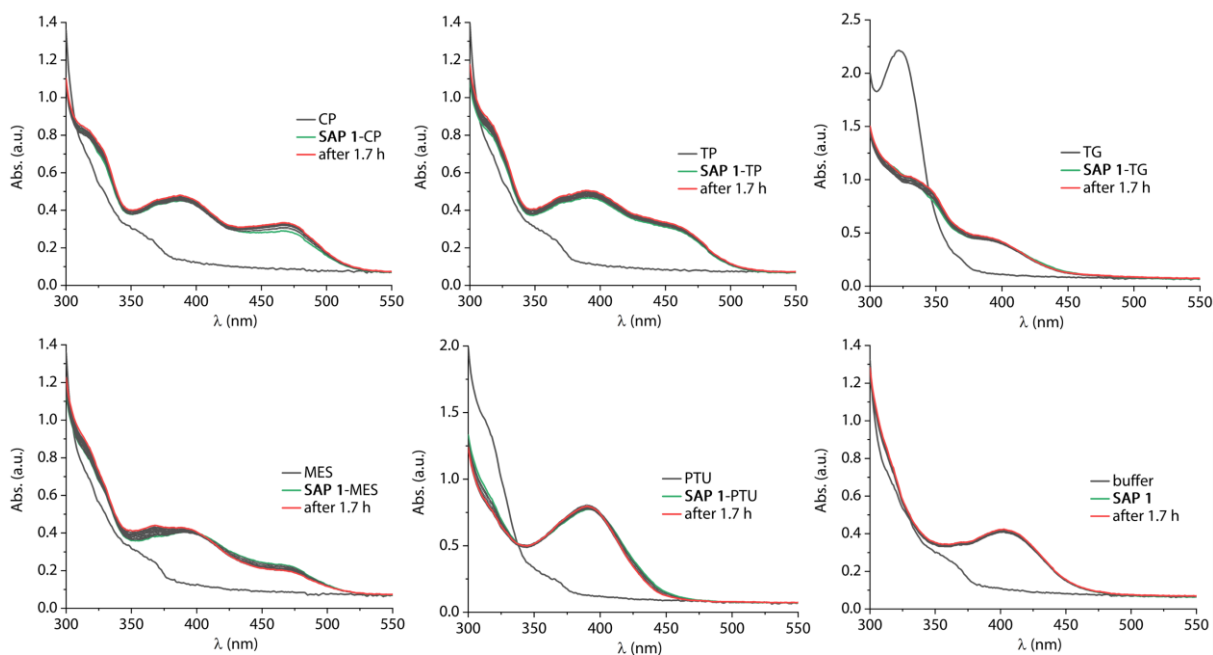 1.4
1.2
1.0
0.8
0.6
0.4
0.2
0.0
Abs. (a.u.)
CP
SAP 1-CP
after 1.7 h
300 350 400 450 500 550
λ (nm)
1.4
1.2
1.0
0.8
0.6
0.4
0.2
0.0
Abs. (a.u.)
TP
SAP 1-TP
after 1.7 h
300 350 400 450 500 550
λ (nm)
2.5
2.0
1.5
1.0
0.5
0.0
Abs. (a.u.)
TG
SAP 1-TG
after 1.7 h
300 350 400 450 500 550
λ (nm)
1.4
1.2
1.0
0.8
0.6
0.4
0.2
0.0
Abs. (a.u.)
MES
SAP 1-MES
after 1.7 h
300 350 400 450 500 550
λ (nm)
2.0
1.5
1.0
0.5
0.0
Abs. (a.u.)
PTU
SAP 1-PTU
after 1.7 h
300 350 400 450 500 550
λ (nm)
1.4
1.2
1.0
0.8
0.6
0.4
0.2
0.0
Abs. (a.u.)
buffer
SAP 1
after 1.7 h
300 350 400 450 500 550
λ (nm)